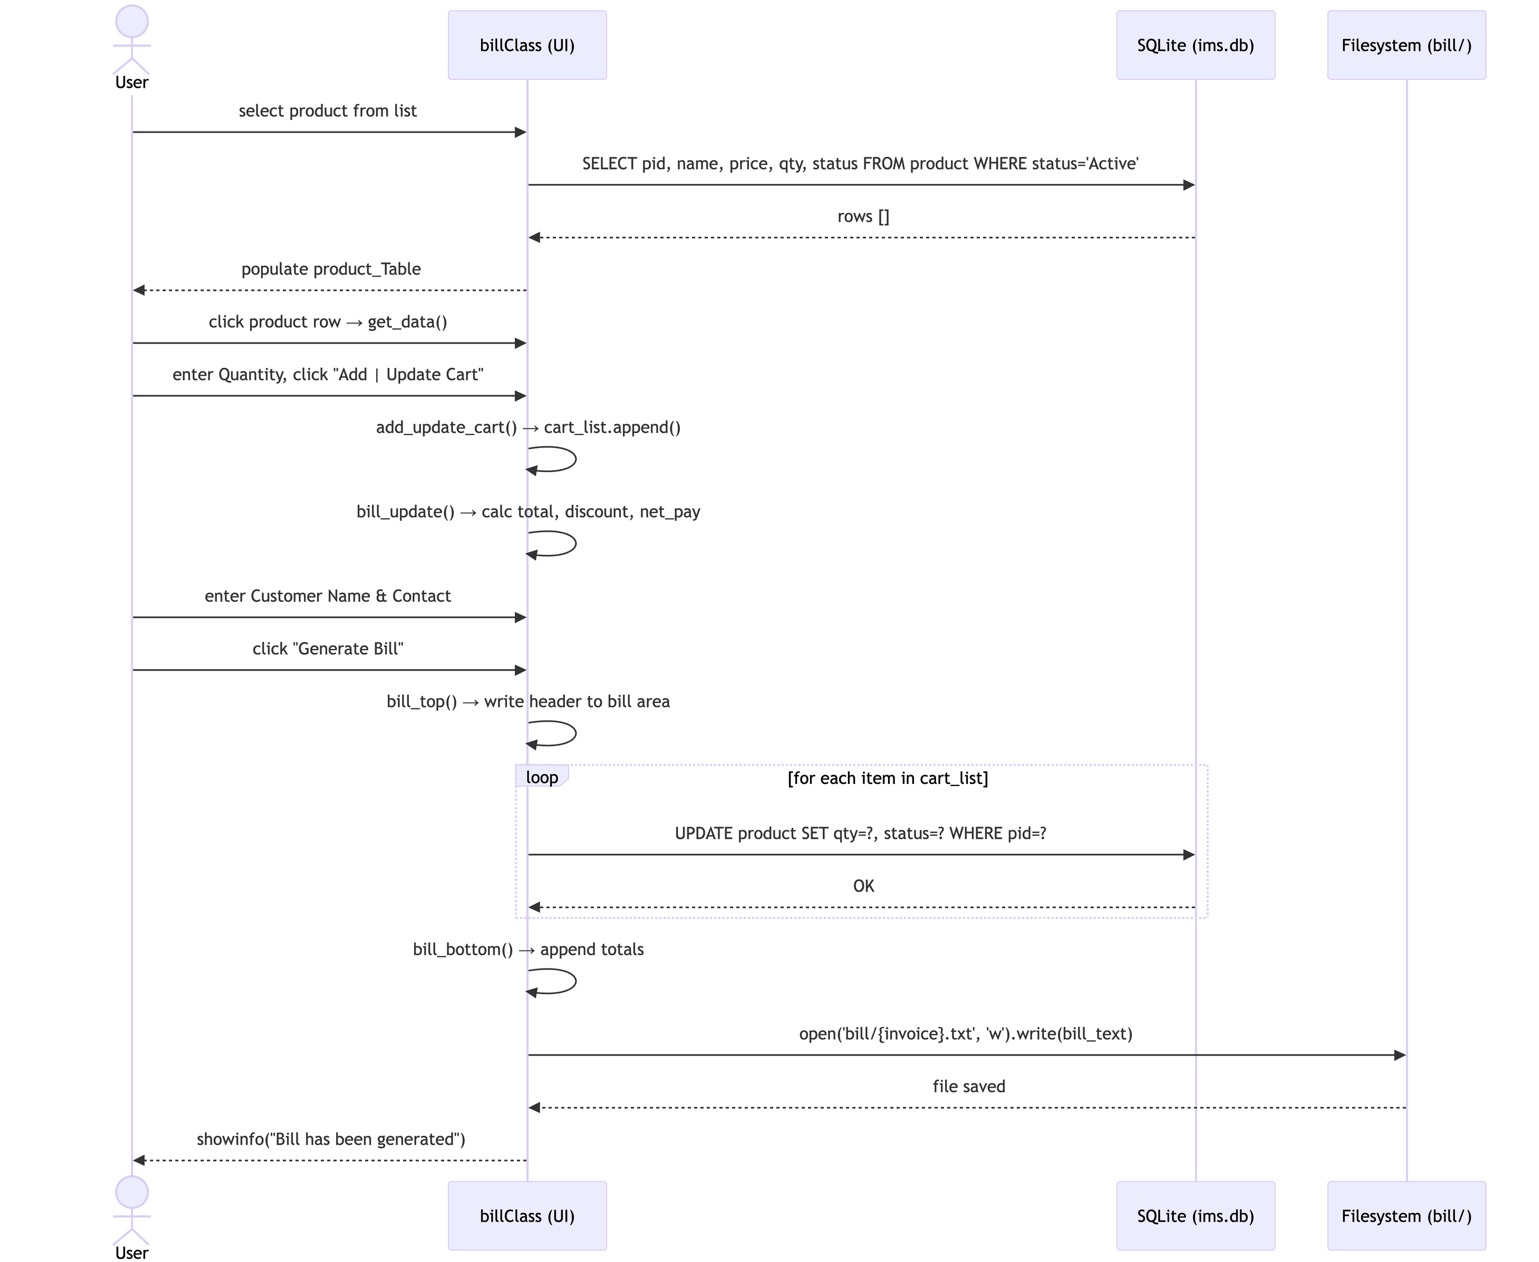 User
billClass (UI)
SQLite (ims.db)
Filesystem (bill/)
select product from list
SELECT pid, name, price, qty, status FROM product WHERE status='Active'
rows []
populate product_Table
click product row → get_data()
enter Quantity, click "Add | Update Cart"
add_update_cart() → cart_list.append()
bill_update() → calc total, discount, net_pay
enter Customer Name & Contact
click "Generate Bill"
bill_top() → write header to bill area
loop
[for each item in cart_list]
UPDATE product SET qty=?, status=? WHERE pid=?
OK
bill_bottom() → append totals
open('bill/{invoice}.txt', 'w').write(bill_text)
file saved
showinfo("Bill has been generated")
User
billClass (UI)
SQLite (ims.db)
Filesystem (bill/)